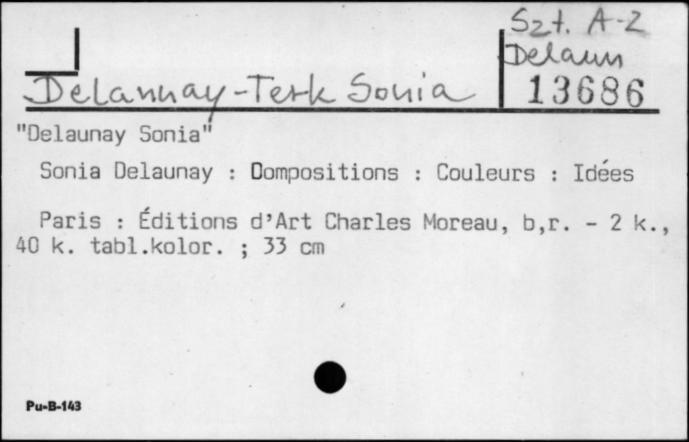 Szt. A-Z
Delaun
13686
Delaunay-Terk Sonia
"Delaunay Sonia"
Sonia Delaunay : Dompositions : Couleurs : Idées
Paris : Éditions d'Art Charles Moreau, b,r. - 2 k.,
40 k. tabl.kolor. ; 33 cm
Pu-B-143